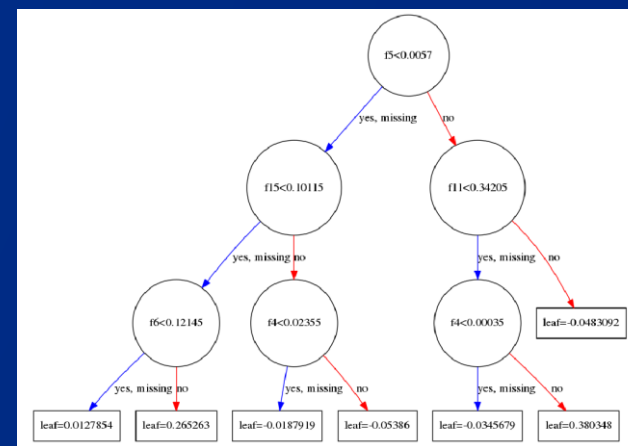 f5<0.0057
yes, missing
no
f15<0.10115
f11<0.34205
yes, missing
no
yes, missing
no
f6<0.12145
f4<0.02355
f4<0.00035
leaf=-0.0483092
yes, missing
no
yes, missing
no
yes, missing
no
leaf=0.0127854
leaf=0.265263
leaf=-0.0187919
leaf=-0.05386
leaf=-0.0345679
leaf=0.380348